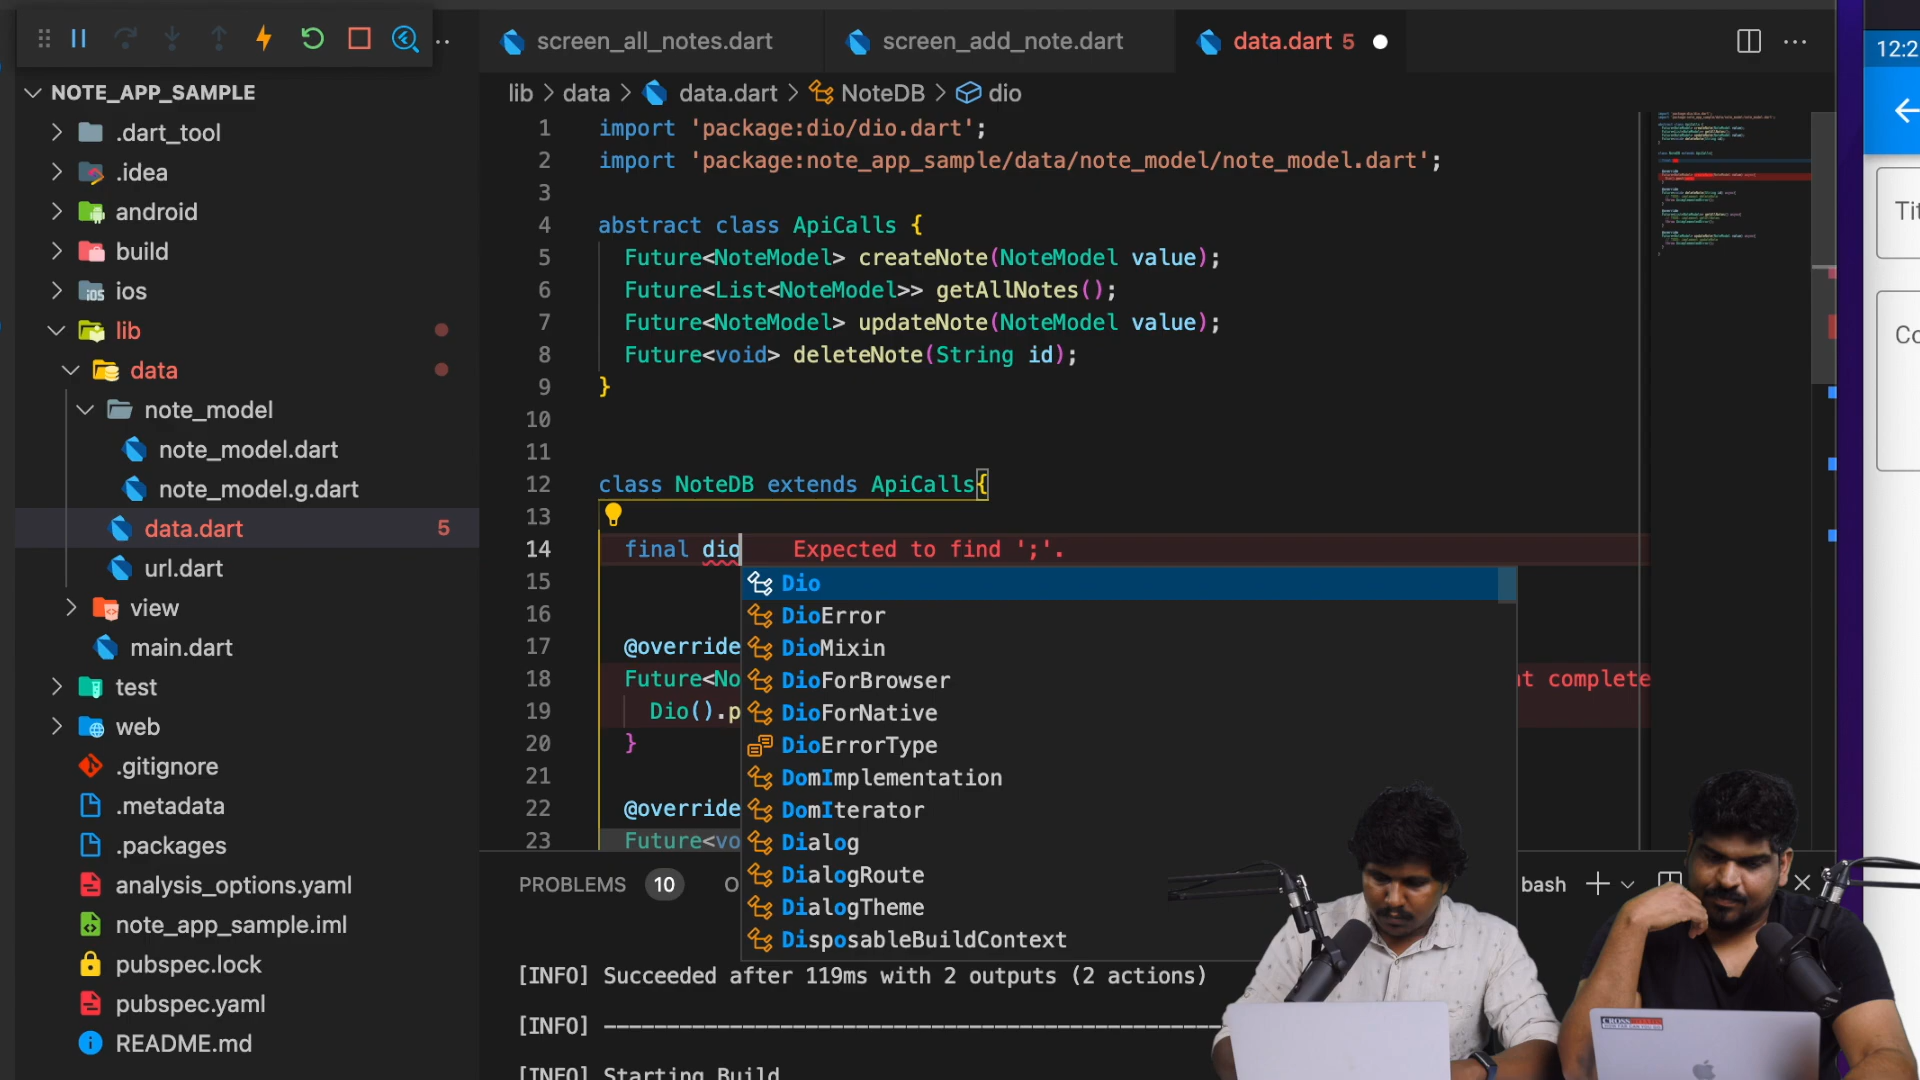 screen_all_notes.dart
screen_add_note.dart
data.dart 5
12:2
NOTE_APP_SAMPLE
lib > data > data.dart > NoteDB > dio
.dart_tool
.idea
android
build
ios
lib
data
note_model
note_model.dart
note_model.g.dart
data.dart 5
url.dart
view
main.dart
test
web
.gitignore
.metadata
.packages
analysis_options.yaml
note_app_sample.iml
pubspec.lock
pubspec.yaml
README.md
1 import 'package:dio/dio.dart';
2 import 'package:note_app_sample/data/note_model/note_model.dart';
3
4 abstract class ApiCalls {
5 Future<NoteModel> createNote(NoteModel value);
6 Future<List<NoteModel>> getAllNotes();
7 Future<NoteModel> updateNote(NoteModel value);
8 Future<void> deleteNote(String id);
9 }
10
11
12 class NoteDB extends ApiCalls{
13
14 final dio Expected to find ';'.
15
16
17 @override
18 Future<No t complete
19 Dio().p
20 }
21
22 @override
23 Future<vo
Dio
DioError
DioMixin
DioForBrowser
DioForNative
DioErrorType
DomImplementation
DomIterator
Dialog
DialogRoute
DialogTheme
DisposableBuildContext
Tit
Co
PROBLEMS 10 O
bash
[INFO] Succeeded after 119ms with 2 outputs (2 actions)
[INFO] ----------------------------------------
[INFO] Starting Build